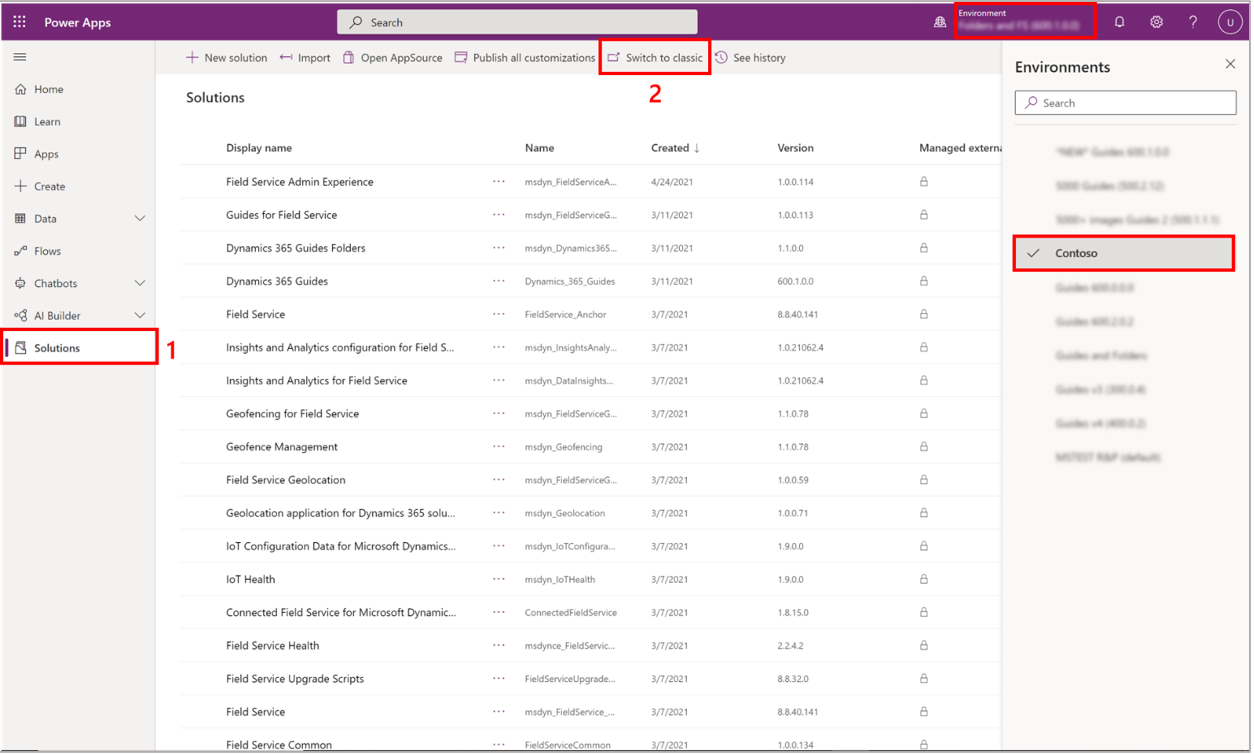 Power Apps
Search
Environment
New solution
Import
Open AppSource
Publish all customizations
Switch to classic
See history
2
Home
Learn
Apps
Create
Data
Flows
Chatbots
AI Builder
Solutions
1
Solutions
Display name Name Created ↓ Version Managed externa
Field Service Admin Experience ··· msdyn_FieldServiceA... 4/24/2021 1.0.0.114
Guides for Field Service ··· msdyn_FieldServiceG... 3/11/2021 1.0.0.113
Dynamics 365 Guides Folders ··· msdyn_Dynamics365... 3/11/2021 1.1.0.0
Dynamics 365 Guides ··· Dynamics_365_Guides 3/11/2021 600.1.0.0
Field Service ··· FieldService_Anchor 3/7/2021 8.8.40.141
Insights and Analytics configuration for Field S... ··· msdyn_InsightsAnaly... 3/7/2021 1.0.21062.4
Insights and Analytics for Field Service ··· msdyn_DataInsights... 3/7/2021 1.0.21062.4
Geofencing for Field Service ··· msdyn_FieldServiceG... 3/7/2021 1.1.0.78
Geofence Management ··· msdyn_Geofencing 3/7/2021 1.1.0.78
Field Service Geolocation ··· msdyn_FieldServiceG... 3/7/2021 1.0.0.59
Geolocation application for Dynamics 365 solu... ··· msdyn_Geolocation 3/7/2021 1.0.0.71
IoT Configuration Data for Microsoft Dynamics... ··· msdyn_IoTConfigura... 3/7/2021 1.9.0.0
IoT Health ··· msdyn_IoTHealth 3/7/2021 1.9.0.0
Connected Field Service for Microsoft Dynamic... ··· ConnectedFieldService 3/7/2021 1.8.15.0
Field Service Health ··· msdynce_FieldServic... 3/7/2021 2.2.4.2
Field Service Upgrade Scripts ··· FieldServiceUpgrade... 3/7/2021 8.8.32.0
Field Service ··· msdyn_FieldService_... 3/7/2021 8.8.40.141
Field Service Common ··· FieldServiceCommon 3/7/2021 1.0.0.134
U
Environments
Search
Contoso